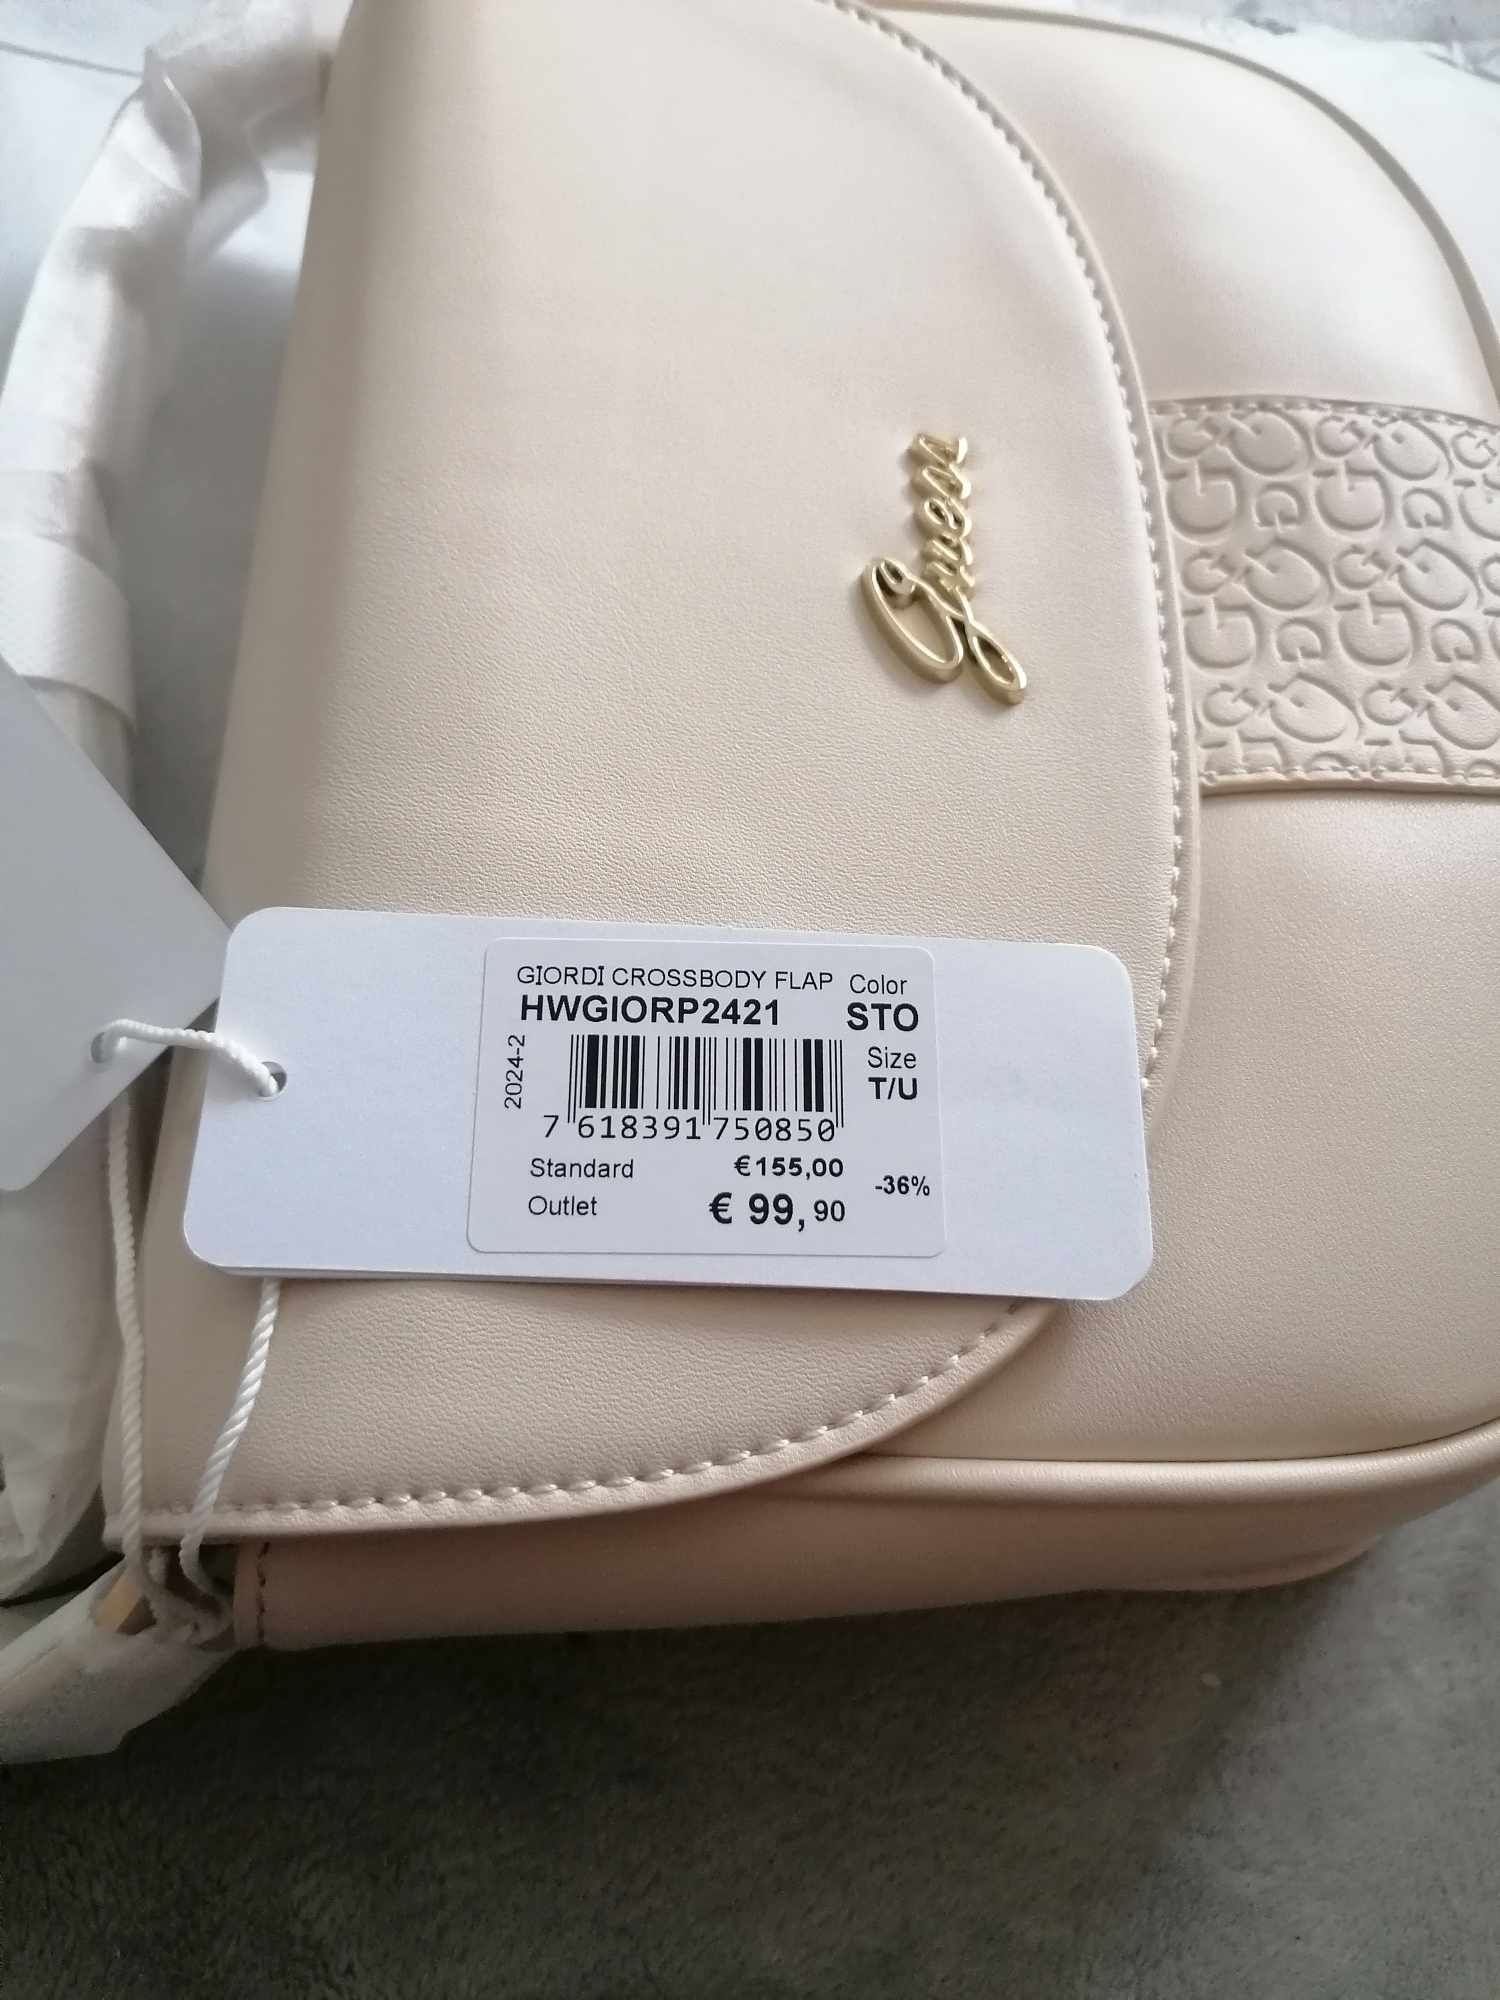 Guess
GIORDI CROSSBODY FLAP
Color
HWGIORP2421
STO
2024-2
Size
T/U
7 618391 750850
Standard €155,00
-36%
Outlet € 99,90